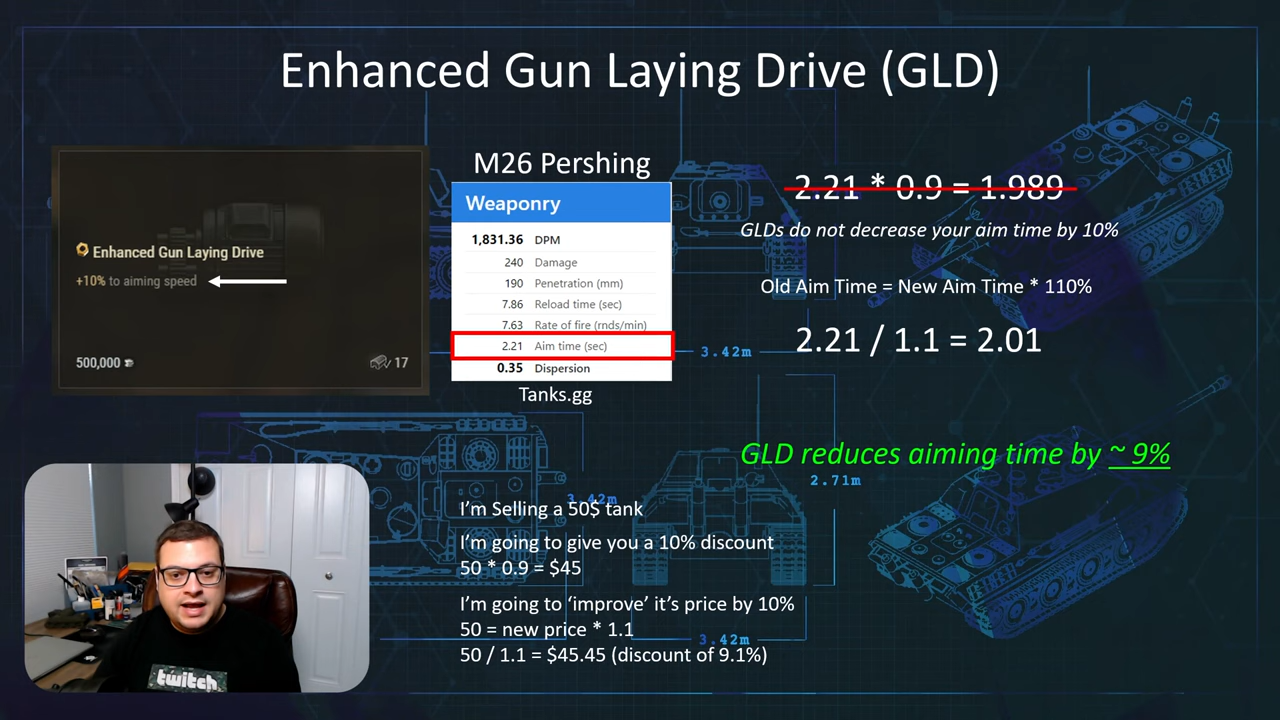 Enhanced Gun Laying Drive (GLD)
Enhanced Gun Laying Drive
+10% to aiming speed
500,000
17
M26 Pershing
Weaponry
1,831.36 DPM
240 Damage
190 Penetration (mm)
7.86 Reload time (sec)
7.63 Rate of fire (rnds/min)
2.21 Aim time (sec)
0.35 Dispersion
Tanks.gg
2.21 * 0.9 = 1.989
GLDs do not decrease your aim time by 10%
Old Aim Time = New Aim Time * 110%
2.21 / 1.1 = 2.01
3.42m
GLD reduces aiming time by ~ 9%
2.71m
3.42m
I'm Selling a 50$ tank
I'm going to give you a 10% discount
50 * 0.9 = $45
I'm going to ‘improve’ it's price by 10%
50 = new price * 1.1
3.42m
50 / 1.1 = $45.45 (discount of 9.1%)
twitch